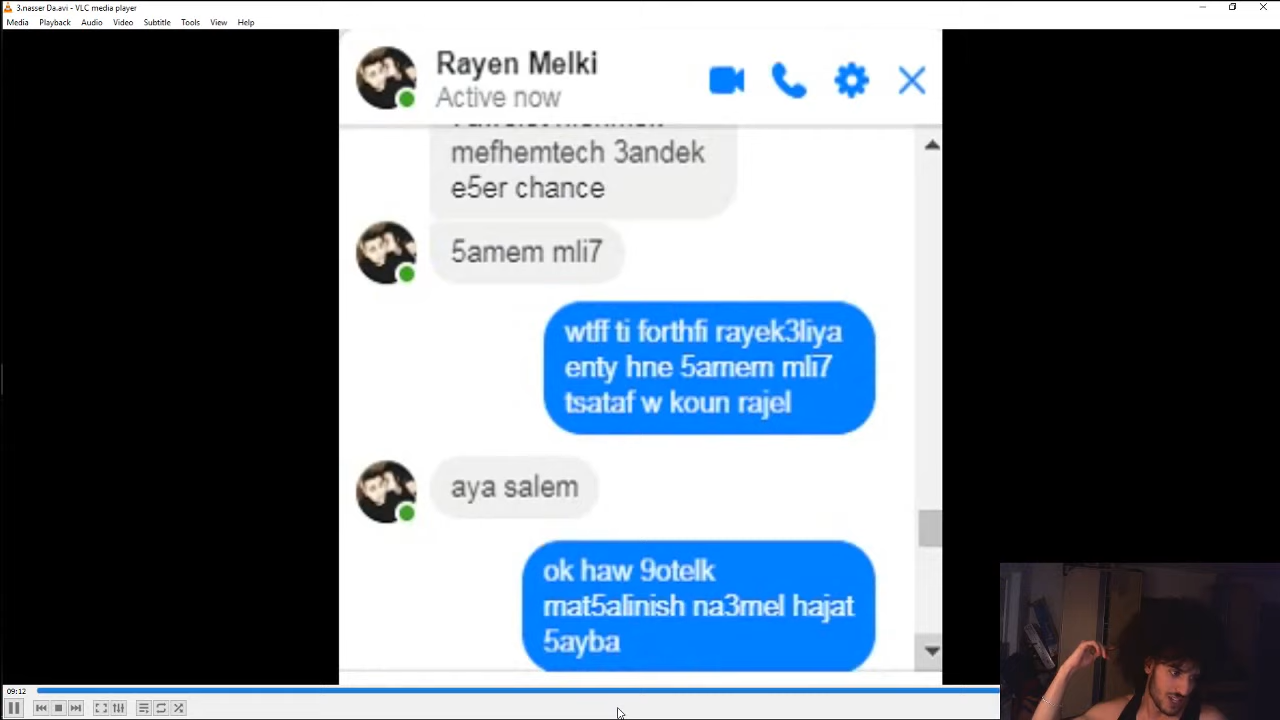 3.nasser Da.avi - VLC media player
Media Playback Audio Video Subtitle Tools View Help
Rayen Melki
Active now
mefhemtech 3andek
e5er chance
5amem mli7
wtff ti forthfi rayek3liya
enty hne 5amem mli7
tsataf w koun rajel
aya salem
ok haw 9otelk
mat5alinish na3mel hajat
5ayba
09:12